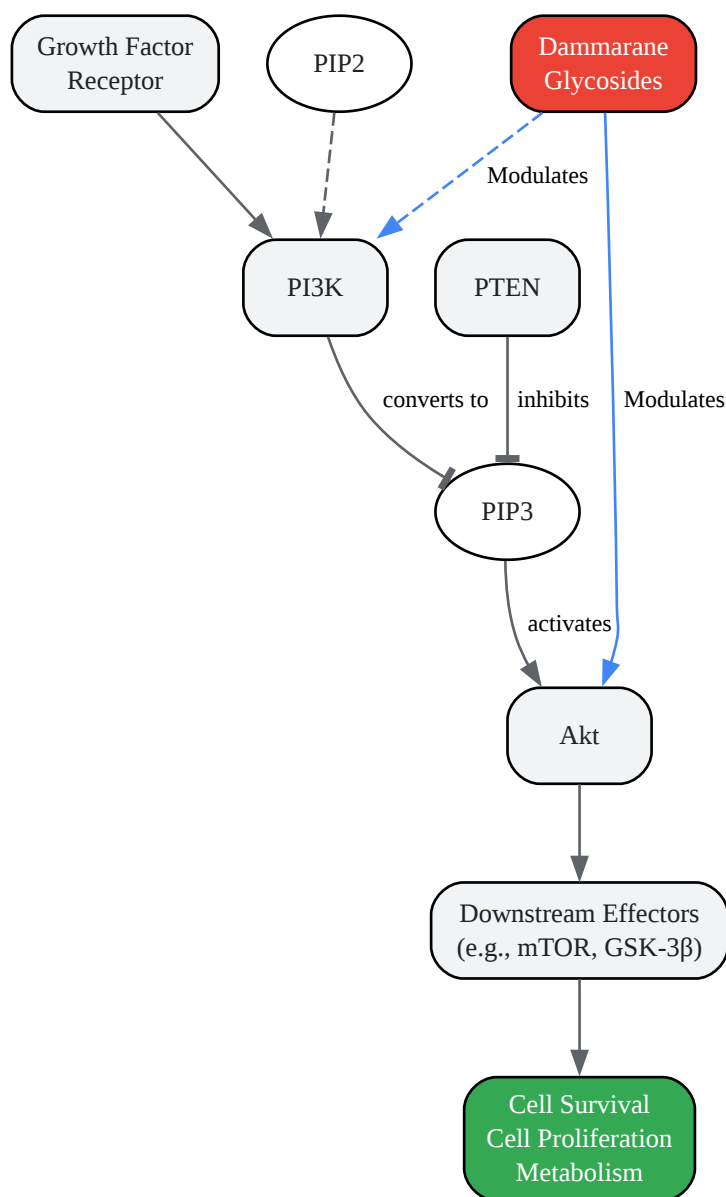 Growth Factor
Receptor
PIP2
Dammarane
Glycosides
Modulates
PI3K
PTEN
converts to
inhibits
Modulates
PIP3
activates
Akt
Downstream Effectors
(e.g., mTOR, GSK-3β)
Cell Survival
Cell Proliferation
Metabolism